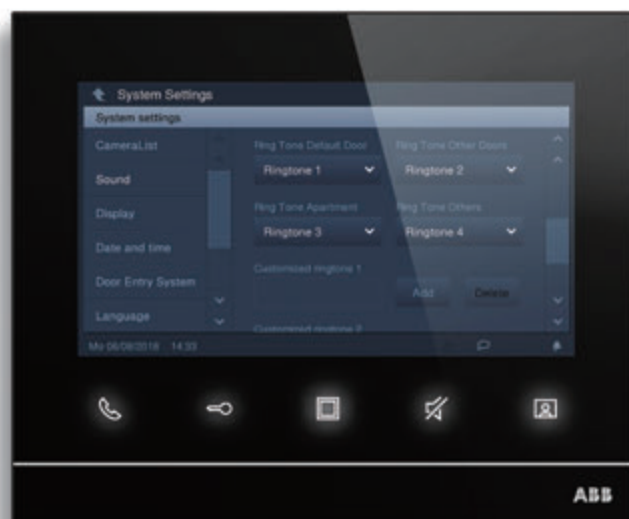 System Settings
System settings
CameraList
Sound
Display
Date and time
Door Entry System
Language
Ring Tone Default Door
Ring Tone Other Doors
Ringtone 1
Ringtone 2
Ring Tone Apartment
Ring Tone Others
Ringtone 3
Ringtone 4
Customized ringtone 1
Add
Delete
Customized ringtone 2
Mo 06/08/2018 14:33
ABB